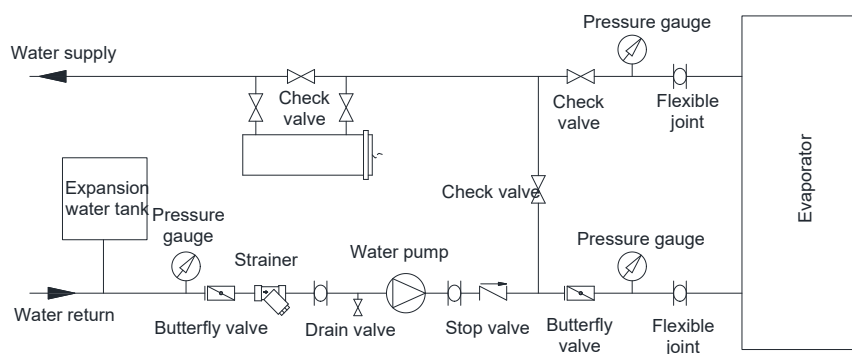 Pressure gauge
Water supply
Check
valve
Check
valve
Flexible
joint
Expansion
water tank
Pressure
gauge
Check valve
Evaporator
Strainer
Water pump
Pressure gauge
Water return
Butterfly valve
Drain valve
Stop valve
Butterfly
valve
Flexible
joint